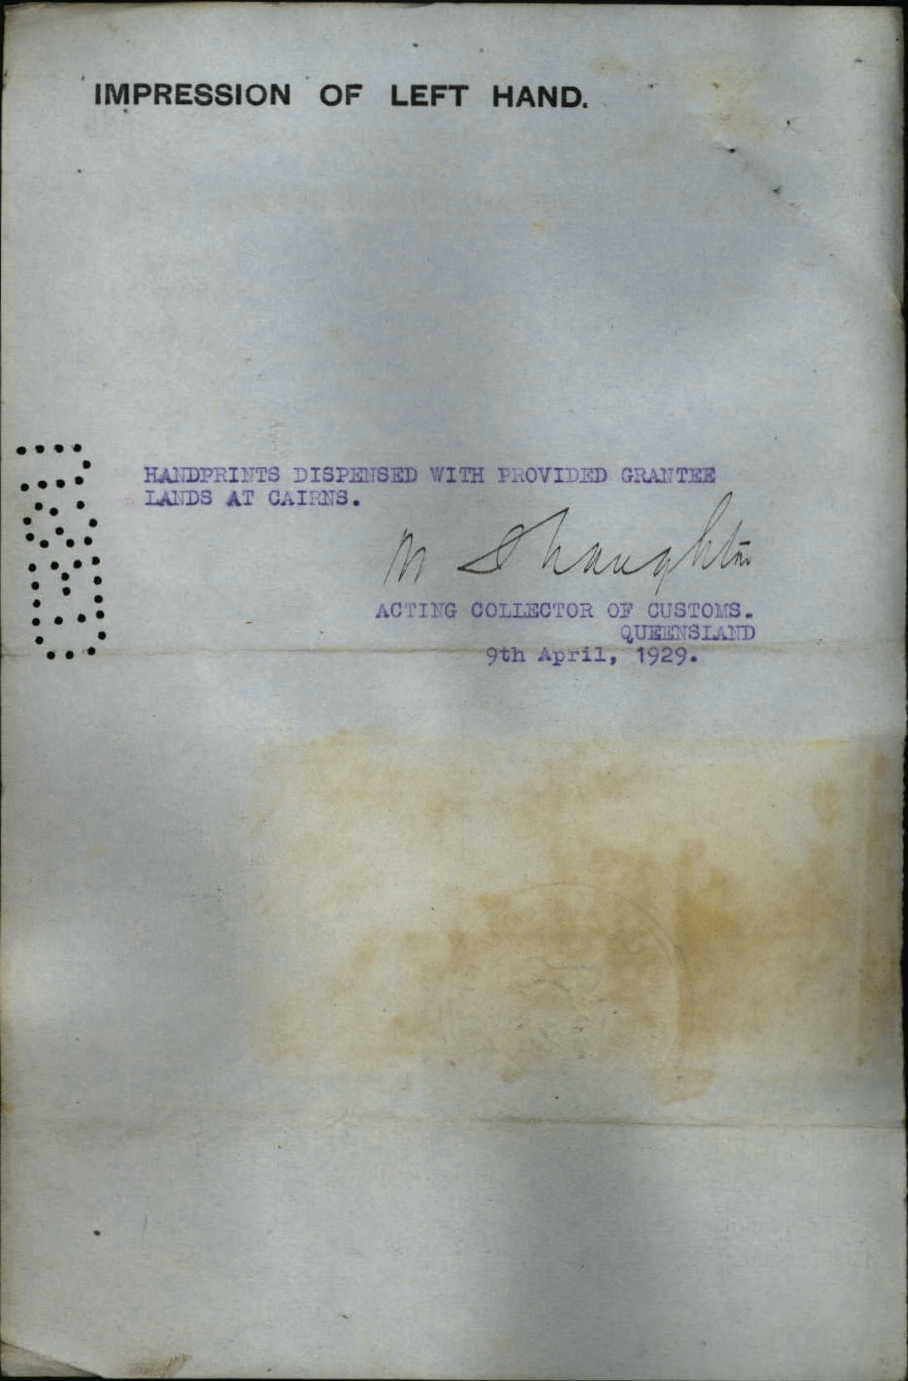 IMPRESSION OF LEFT HAND.
HANDPRINTS DISPENSED WITH PROVIDED GRANTEE
LANDS AT CAIRNS.
ACTING COLLECTOR OF CUSTOMS.
QUEENSLAND
9th April, 1929.